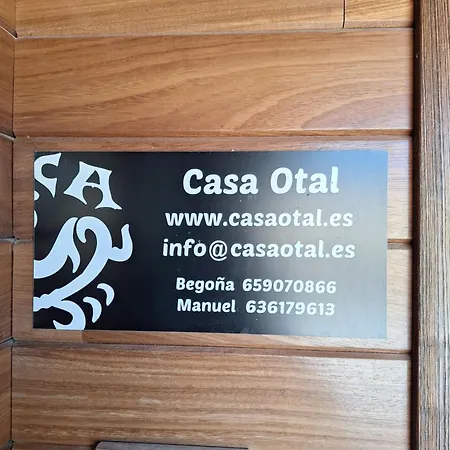 CA
Casa Otal
www.casaotal.es
info@casaotal.es
Begoña 659070866
Manuel 636179613